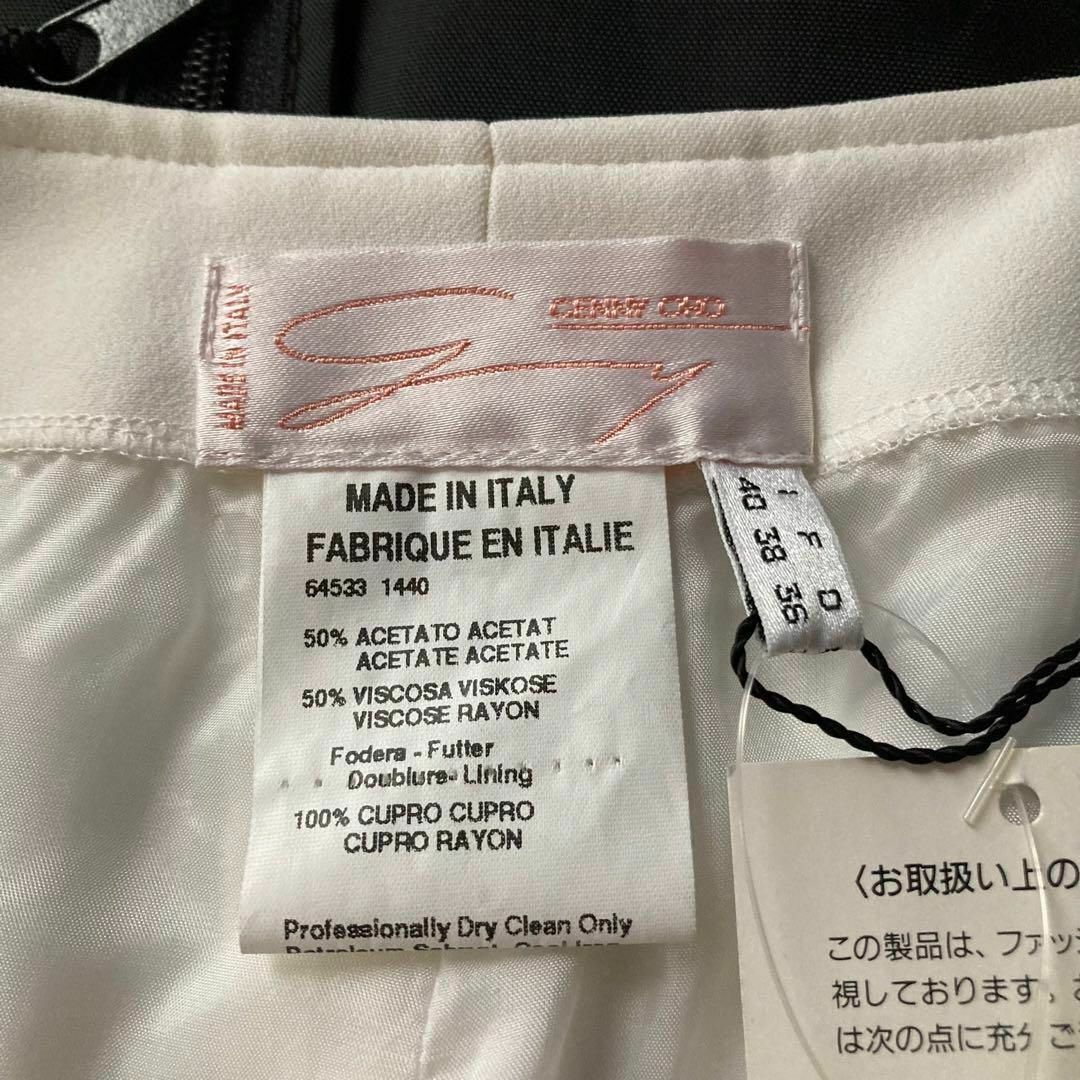 MADE IN ITALY
MADE IN ITALY
FABRIQUE EN ITALIE
64533 1440
50% ACETATO ACETAT
ACETATE ACETATE
50% VISCOSA VISKOSE
VISCOSE RAYON
Fodera - Futter
Doublure - Lining
100% CUPRO CUPRO
CUPRO RAYON
Professionally Dry Clean Only
I F D
40 38 36
〈お取扱い上の
この製品は、ファッシ
視しております。
は次の点に充分ご